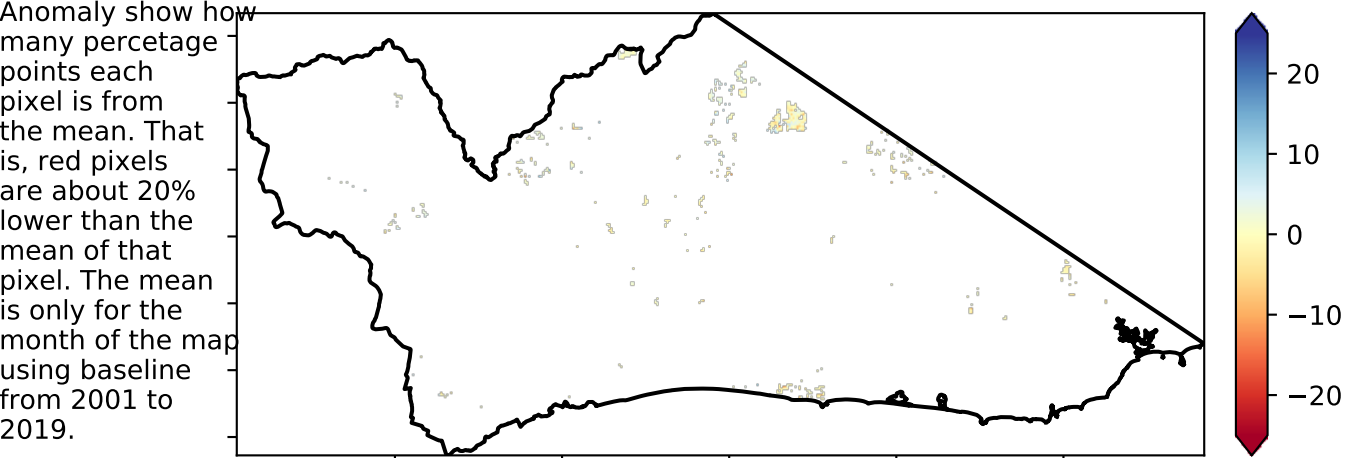 Anomaly show how
many percetage
points each
pixel is from
the mean. That
is, red pixels
are about 20%
lower than the
mean of that
pixel. The mean
is only for the
month of the map
using baseline
from 2001 to
2019.
20
10
0
−10
−20